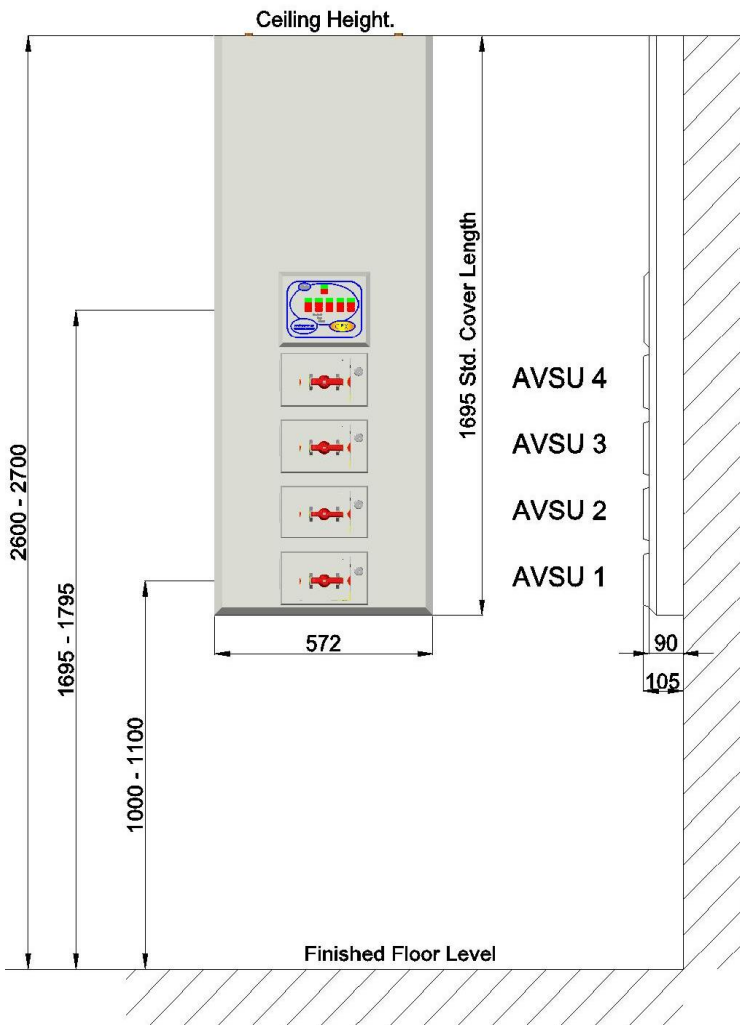 Ceiling Height.
1695 Std. Cover Length
2600 - 2700
1695 - 1795
1000 - 1100
AVSU 4
AVSU 3
AVSU 2
AVSU 1
572
90
105
Finished Floor Level